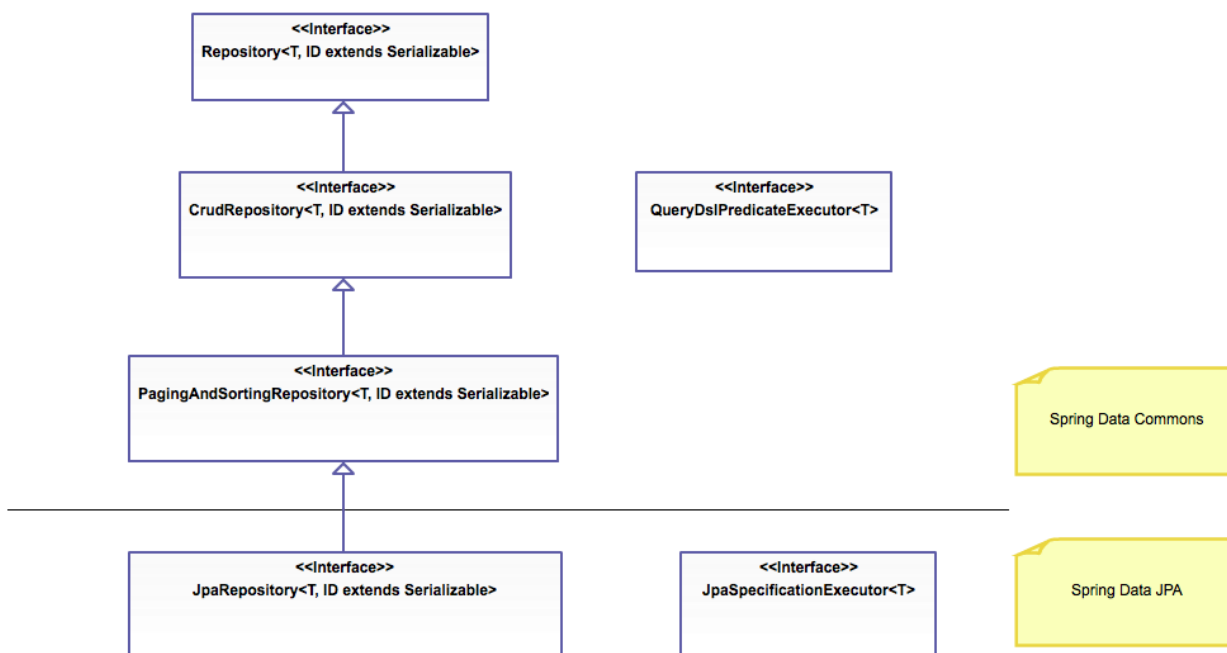 <<Interface>>
Repository<T, ID extends Serializable>
<<Interface>>
CrudRepository<T, ID extends Serializable>
<<Interface>>
QueryDslPredicateExecutor<T>
<<Interface>>
PagingAndSortingRepository<T, ID extends Serializable>
Spring Data Commons
<<Interface>>
JpaRepository<T, ID extends Serializable>
<<Interface>>
JpaSpecificationExecutor<T>
Spring Data JPA